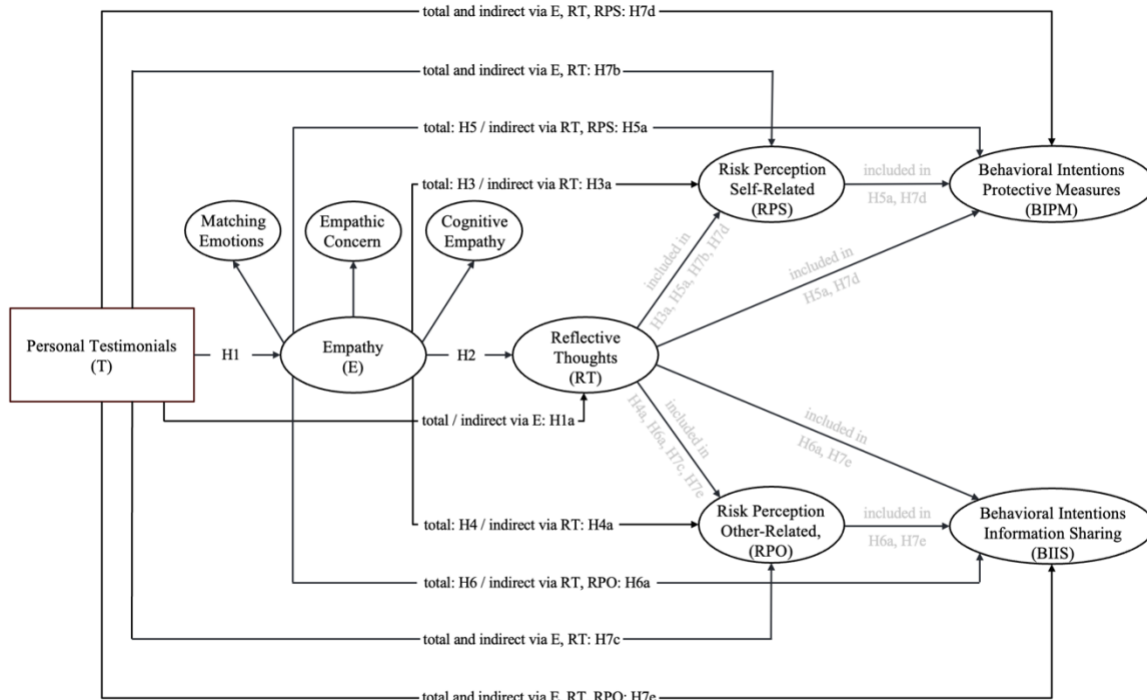 total and indirect via E, RT, RPS: H7d
total and indirect via E, RT: H7b
total: H5 / indirect via RT, RPS: H5a
Risk Perception
Self-Related
(RPS)
included in
H5a, H7d
Behavioral Intentions
Protective Measures
(BIPM)
total: H3 / indirect via RT: H3a
Matching
Emotions
Empathic
Concern
Cognitive
Empathy
included in
H3a, H5a, H7b, H7d
included in
H5a, H7d
Personal Testimonials
(T)
H1
Empathy
(E)
H2
Reflective
Thoughts
(RT)
total / indirect via E: H1a
included in
H4a, H6a, H7c, H7e
included in
H6a, H7e
total: H4 / indirect via RT: H4a
Risk Perception
Other-Related,
(RPO)
included in
H6a, H7e
Behavioral Intentions
Information Sharing
(BIIS)
total: H6 / indirect via RT, RPO: H6a
total and indirect via E, RT: H7c
total and indirect via E, RT, RPO: H7e